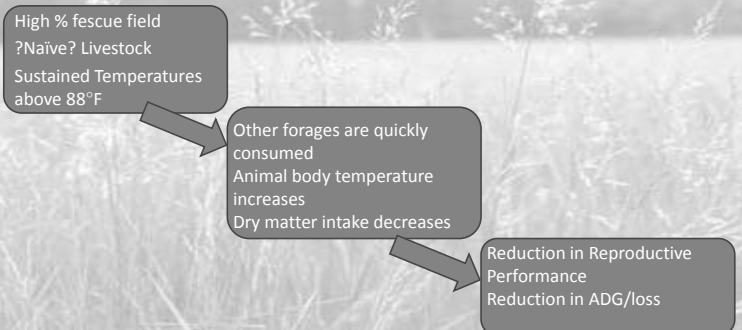 High % fescue field
?Naïve? Livestock
Sustained Temperatures
above 88°F
Other forages are quickly
consumed
Animal body temperature
increases
Dry matter intake decreases
Reduction in Reproductive
Performance
Reduction in ADG/loss